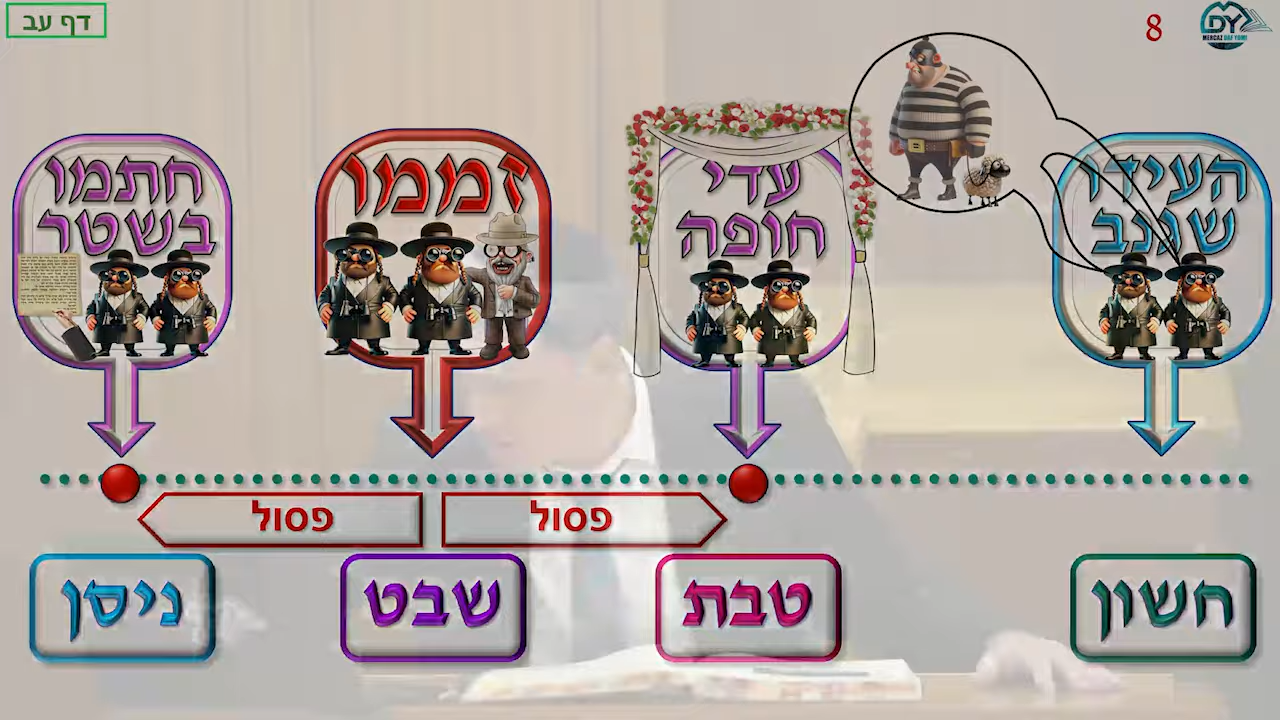 דף עב
8
DY
MERCAZ DAF YOMI
העידו
שגנב
עדי
חופה
זממו
חתמו
בשטר
פסול
פסול
חשון
טבת
שבט
ניסן